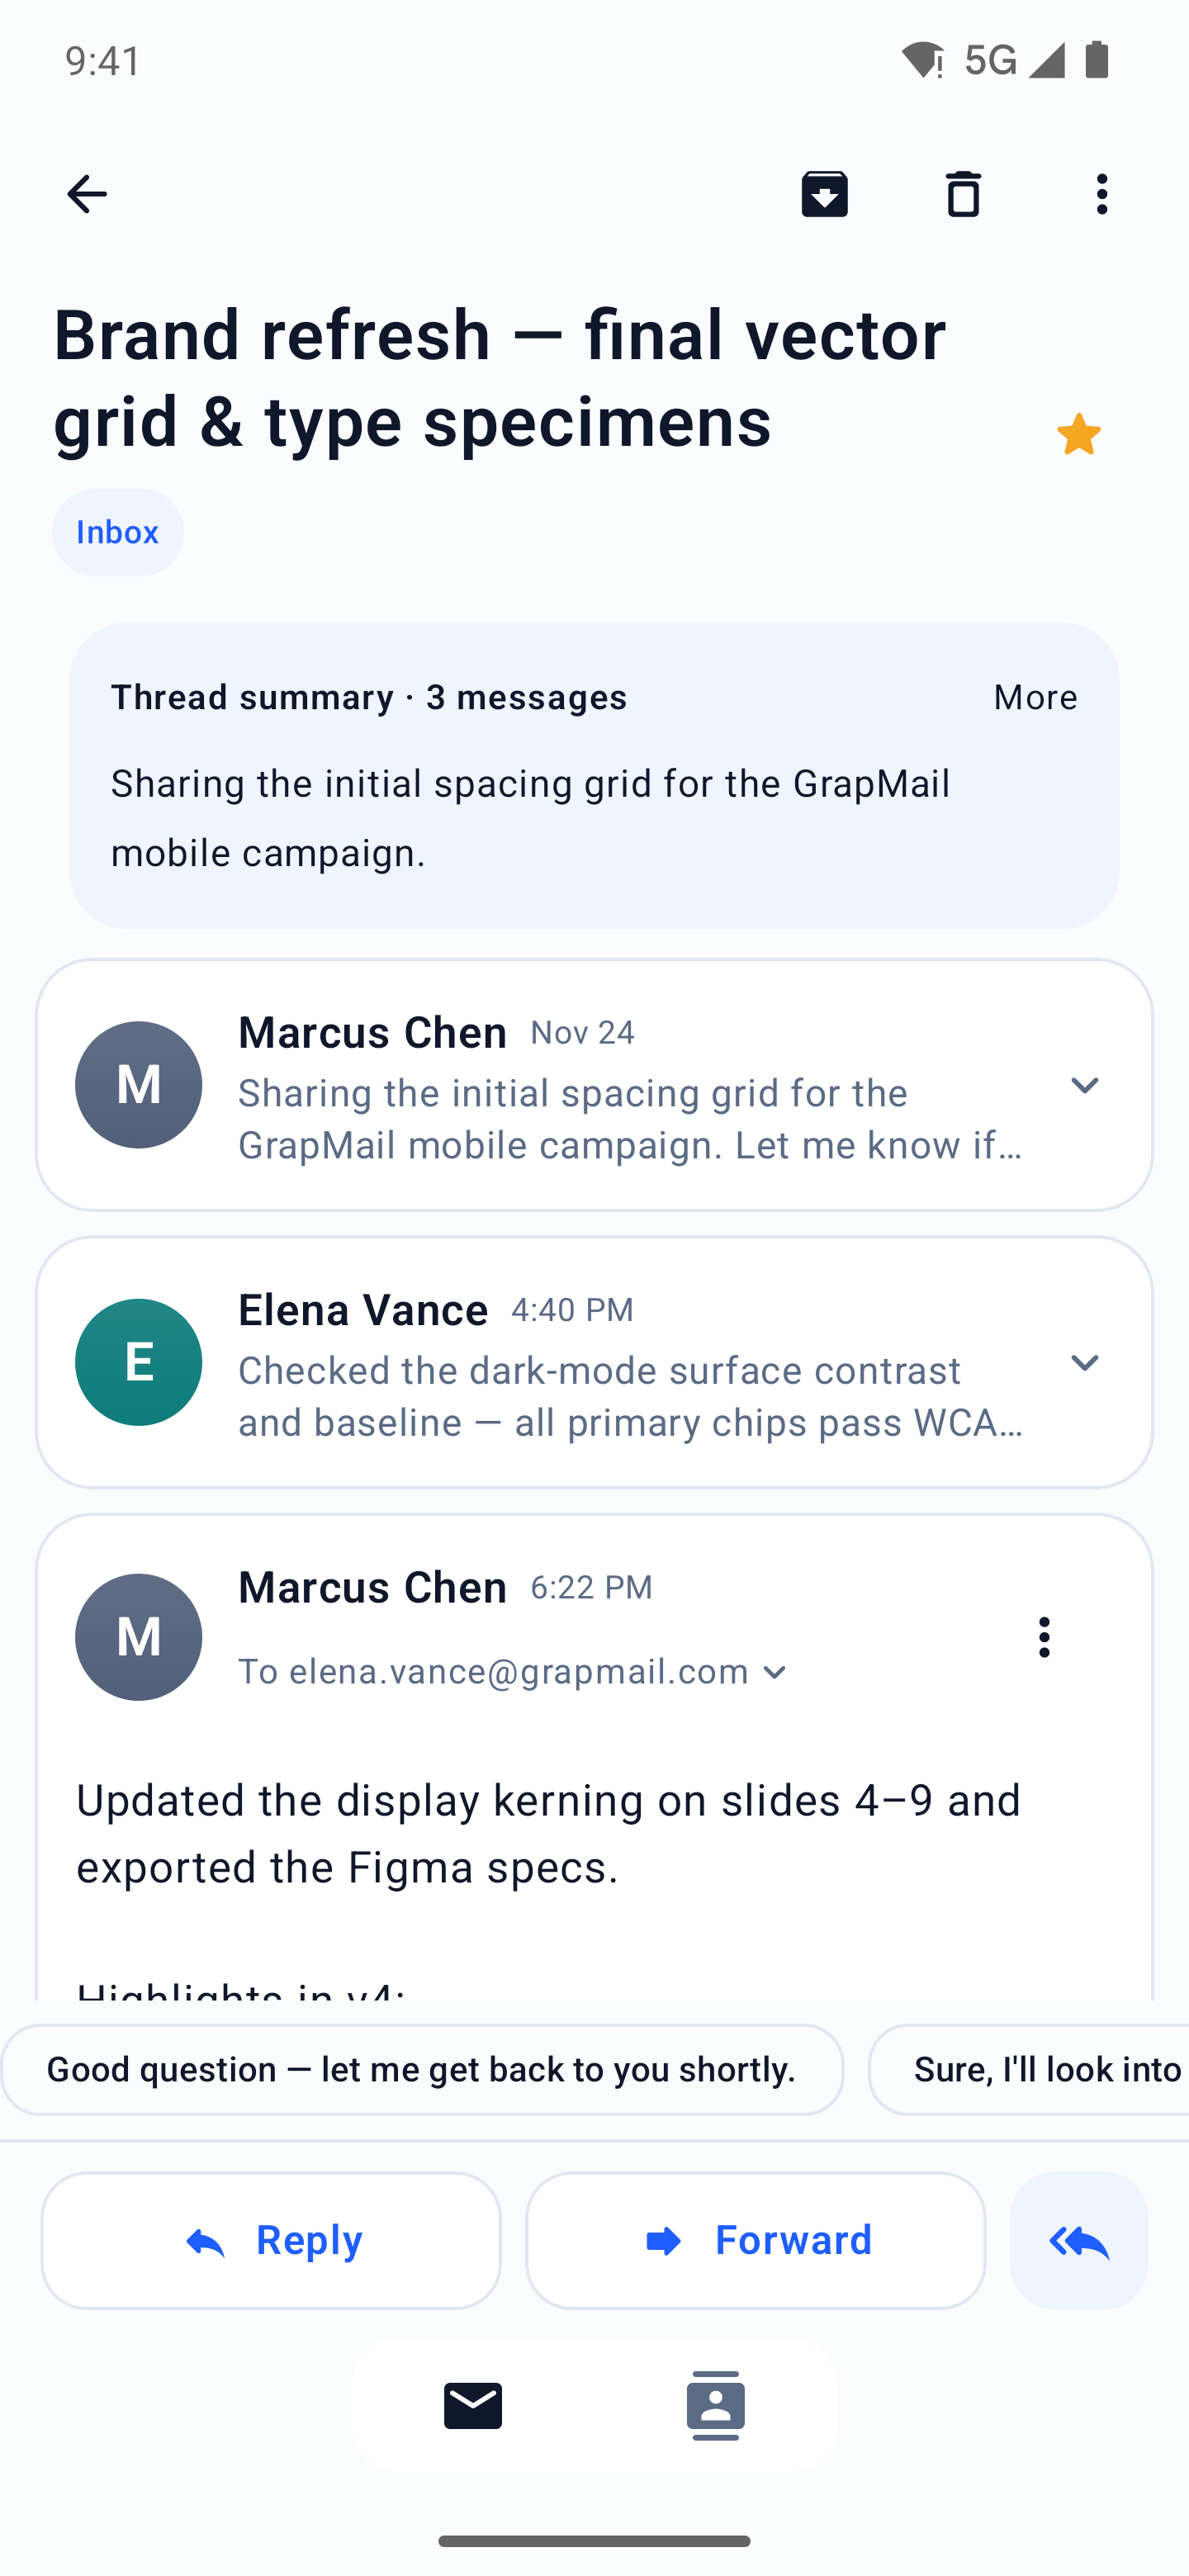 9:41
5G
Brand refresh — final vector
grid & type specimens
Inbox
Thread summary · 3 messages
More
Sharing the initial spacing grid for the GrapMail
mobile campaign.
M
Marcus Chen Nov 24
Sharing the initial spacing grid for the
GrapMail mobile campaign. Let me know if…
E
Elena Vance 4:40 PM
Checked the dark-mode surface contrast
and baseline — all primary chips pass WCA…
M
Marcus Chen 6:22 PM
To elena.vance@grapmail.com
Updated the display kerning on slides 4–9 and
exported the Figma specs.
Highlights in v4:
Good question — let me get back to you shortly.
Sure, I'll look into
Reply
Forward